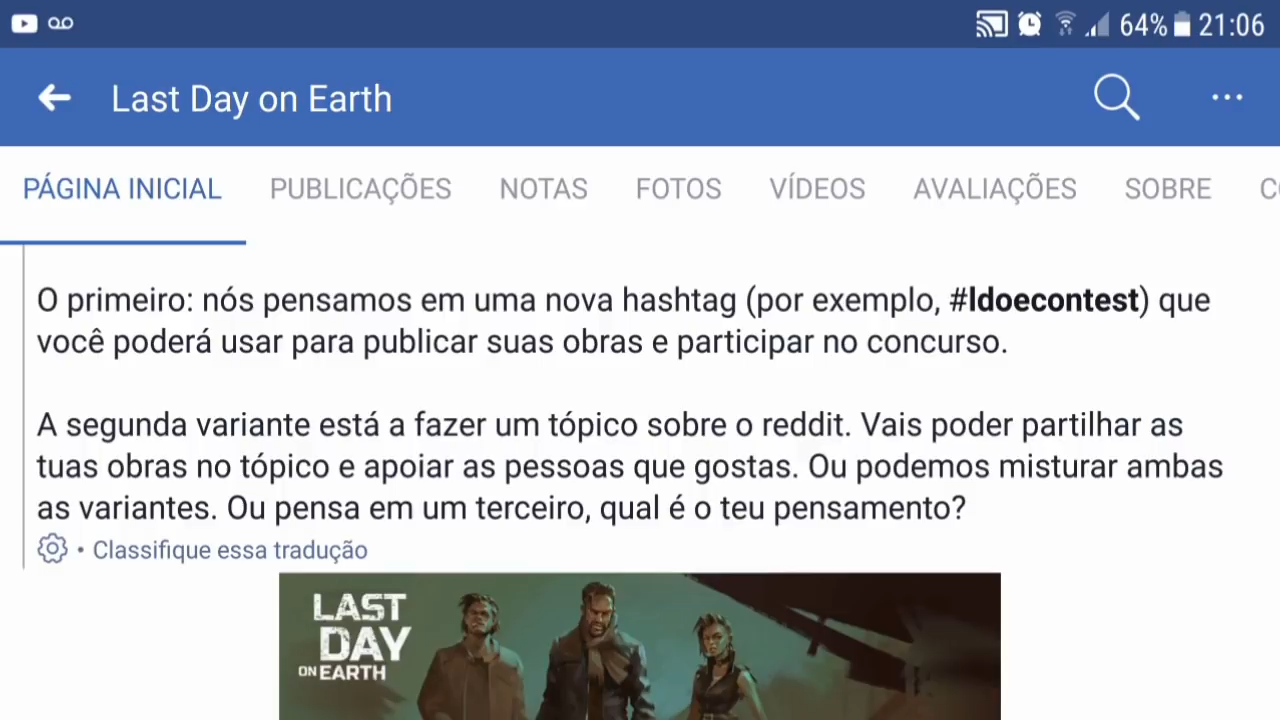 64% 21:06
Last Day on Earth
PÁGINA INICIAL PUBLICAÇÕES NOTAS FOTOS VÍDEOS AVALIAÇÕES SOBRE
O primeiro: nós pensamos em uma nova hashtag (por exemplo, #ldoecontest) que
você poderá usar para publicar suas obras e participar no concurso.
A segunda variante está a fazer um tópico sobre o reddit. Vais poder partilhar as
tuas obras no tópico e apoiar as pessoas que gostas. Ou podemos misturar ambas
as variantes. Ou pensa em um terceiro, qual é o teu pensamento?
• Classifique essa tradução
LAST
DAY
ON EARTH